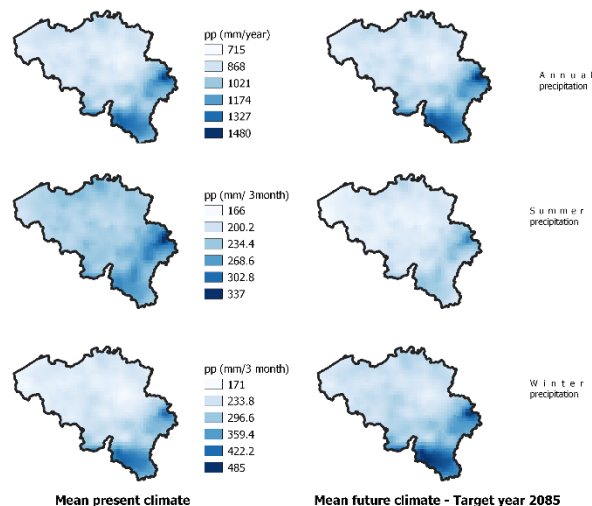 pp (mm/year)
715
868
1021
1174
1327
1480
Annual
precipitation
pp (mm/ 3month)
166
200.2
234.4
268.6
302.8
337
Summer
precipitation
pp (mm/3 month)
171
233.8
296.6
359.4
422.2
485
Winter
precipitation
Mean present climate
Mean future climate - Target year 2085